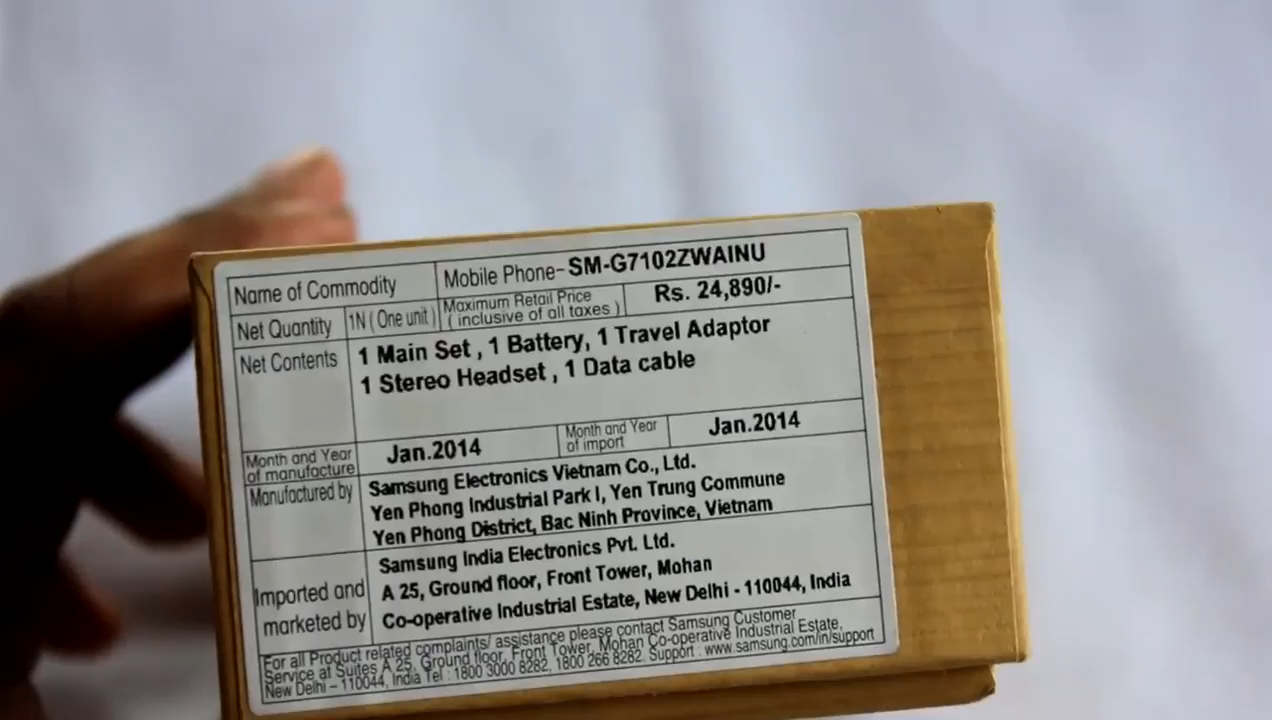 Name of Commodity Mobile Phone- SM-G7102ZWAINU
Net Quantity 1N ( One unit ) Maximum Retail Price ( inclusive of all taxes ) Rs. 24,890/-
Net Contents 1 Main Set , 1 Battery, 1 Travel Adaptor
1 Stereo Headset , 1 Data cable
Month and Year of manufacture Jan.2014 Month and Year of import Jan.2014
Manufactured by Samsung Electronics Vietnam Co., Ltd.
Yen Phong Industrial Park I, Yen Trung Commune
Yen Phong District, Bac Ninh Province, Vietnam
Imported and marketed by Samsung India Electronics Pvt. Ltd.
A 25, Ground floor, Front Tower, Mohan
Co-operative Industrial Estate, New Delhi - 110044, India
For all Product related complaints/ assistance please contact Samsung Customer
Service at Suites A 25, Ground floor, Front Tower, Mohan Co-operative Industrial Estate,
New Delhi – 110044, India Tel : 1800 3000 8282, 1800 266 8282. Support : www.samsung.com/in/support